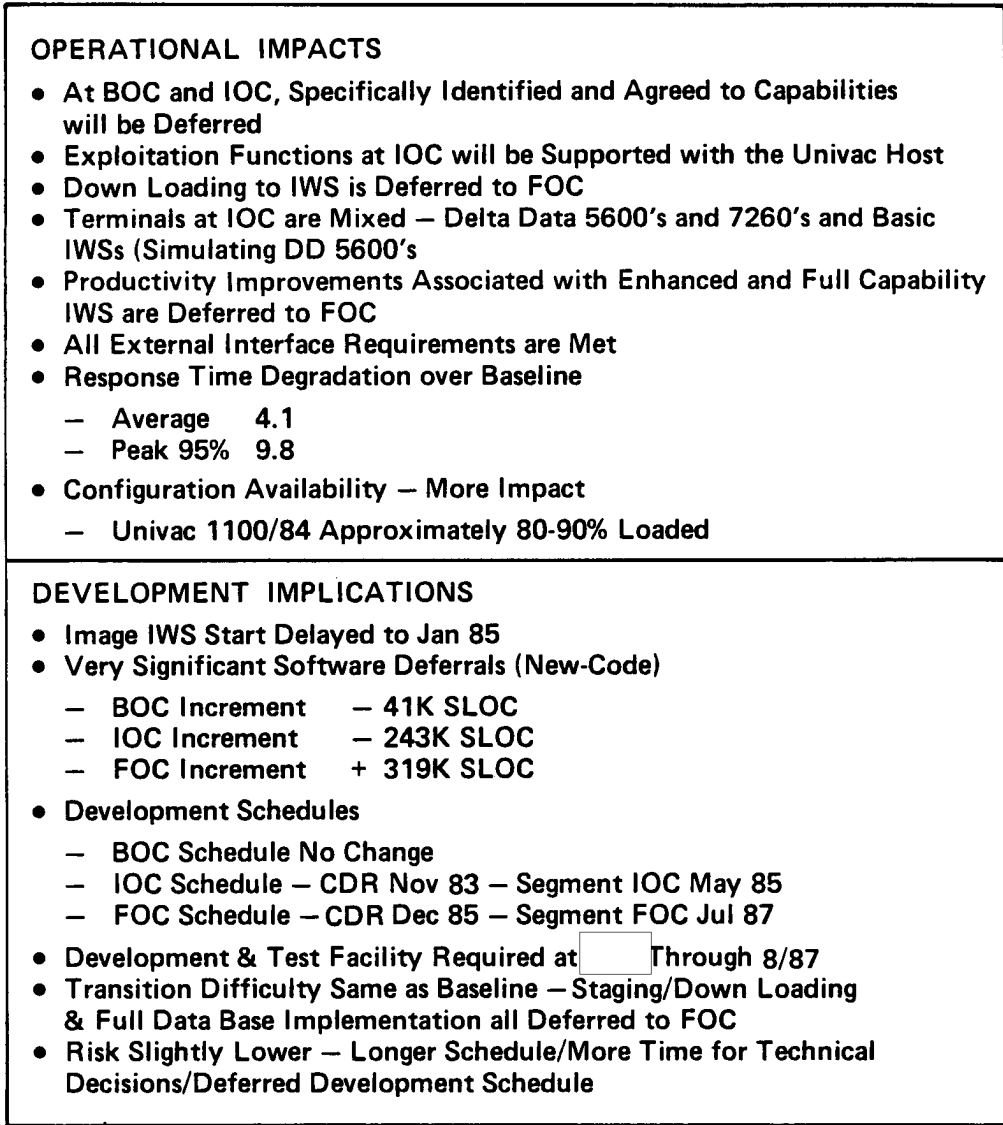 OPERATIONAL IMPACTS
• At BOC and IOC, Specifically Identified and Agreed to Capabilities
will be Deferred
• Exploitation Functions at IOC will be Supported with the Univac Host
• Down Loading to IWS is Deferred to FOC
• Terminals at IOC are Mixed — Delta Data 5600's and 7260's and Basic
IWSs (Simulating DD 5600's
• Productivity Improvements Associated with Enhanced and Full Capability
IWS are Deferred to FOC
• All External Interface Requirements are Met
• Response Time Degradation over Baseline
— Average 4.1
— Peak 95% 9.8
• Configuration Availability — More Impact
— Univac 1100/84 Approximately 80-90% Loaded
DEVELOPMENT IMPLICATIONS
• Image IWS Start Delayed to Jan 85
• Very Significant Software Deferrals (New-Code)
— BOC Increment — 41K SLOC
— IOC Increment — 243K SLOC
— FOC Increment + 319K SLOC
• Development Schedules
— BOC Schedule No Change
— IOC Schedule — CDR Nov 83 — Segment IOC May 85
— FOC Schedule — CDR Dec 85 — Segment FOC Jul 87
• Development & Test Facility Required at Through 8/87
• Transition Difficulty Same as Baseline — Staging/Down Loading
& Full Data Base Implementation all Deferred to FOC
• Risk Slightly Lower — Longer Schedule/More Time for Technical
Decisions/Deferred Development Schedule